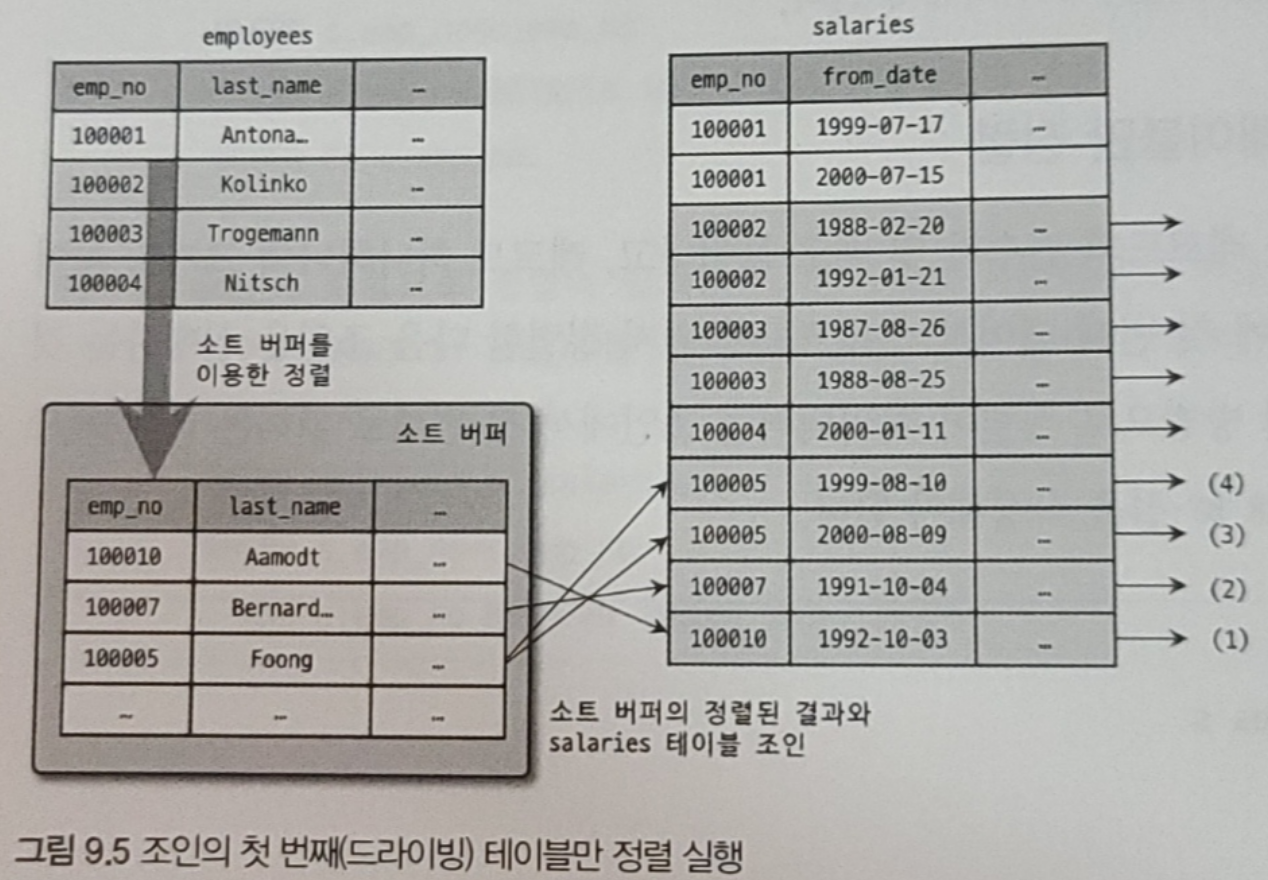 employees
emp_no last_name …
100001 Antona… …
100002 Kolinko …
100003 Trogemann …
100004 Nitsch …
소트 버퍼를
이용한 정렬
소트 버퍼
emp_no last_name …
100010 Aamodt …
100007 Bernard… …
100005 Foong …
~ … …
salaries
emp_no from_date …
100001 1999-07-17 …
100001 2000-07-15
100002 1988-02-20 …
100002 1992-01-21 …
100003 1987-08-26 …
100003 1988-08-25 …
100004 2000-01-11 …
100005 1999-08-10 … (4)
100005 2000-08-09 … (3)
100007 1991-10-04 … (2)
100010 1992-10-03 … (1)
소트 버퍼의 정렬된 결과와
salaries 테이블 조인
그림 9.5 조인의 첫 번째(드라이빙) 테이블만 정렬 실행